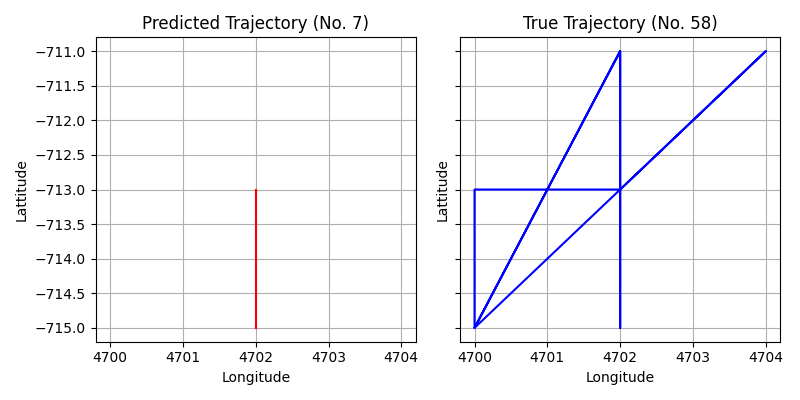 Predicted Trajectory (No. 7)
True Trajectory (No. 58)
Lattitude
−711.0
−711.5
−712.0
−712.5
−713.0
−713.5
−714.0
−714.5
−715.0
4700 4701 4702 4703 4704
Longitude
Lattitude
4700 4701 4702 4703 4704
Longitude